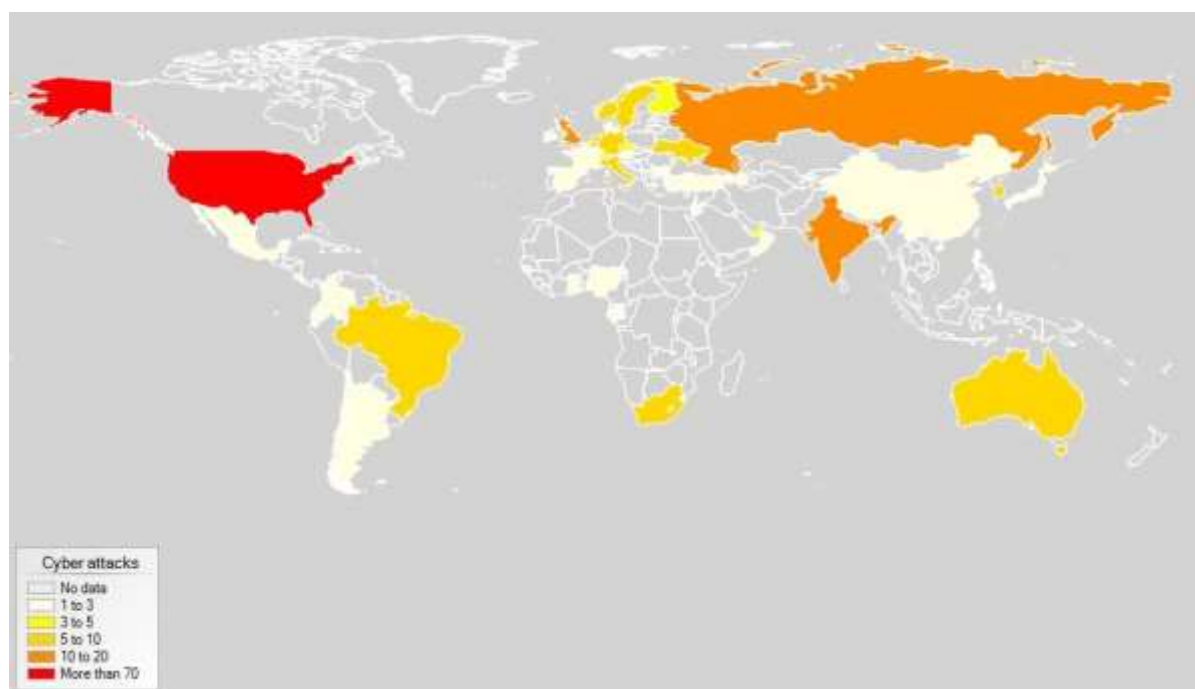 Cyber attacks
No data
1 to 3
3 to 5
5 to 10
10 to 20
More than 70